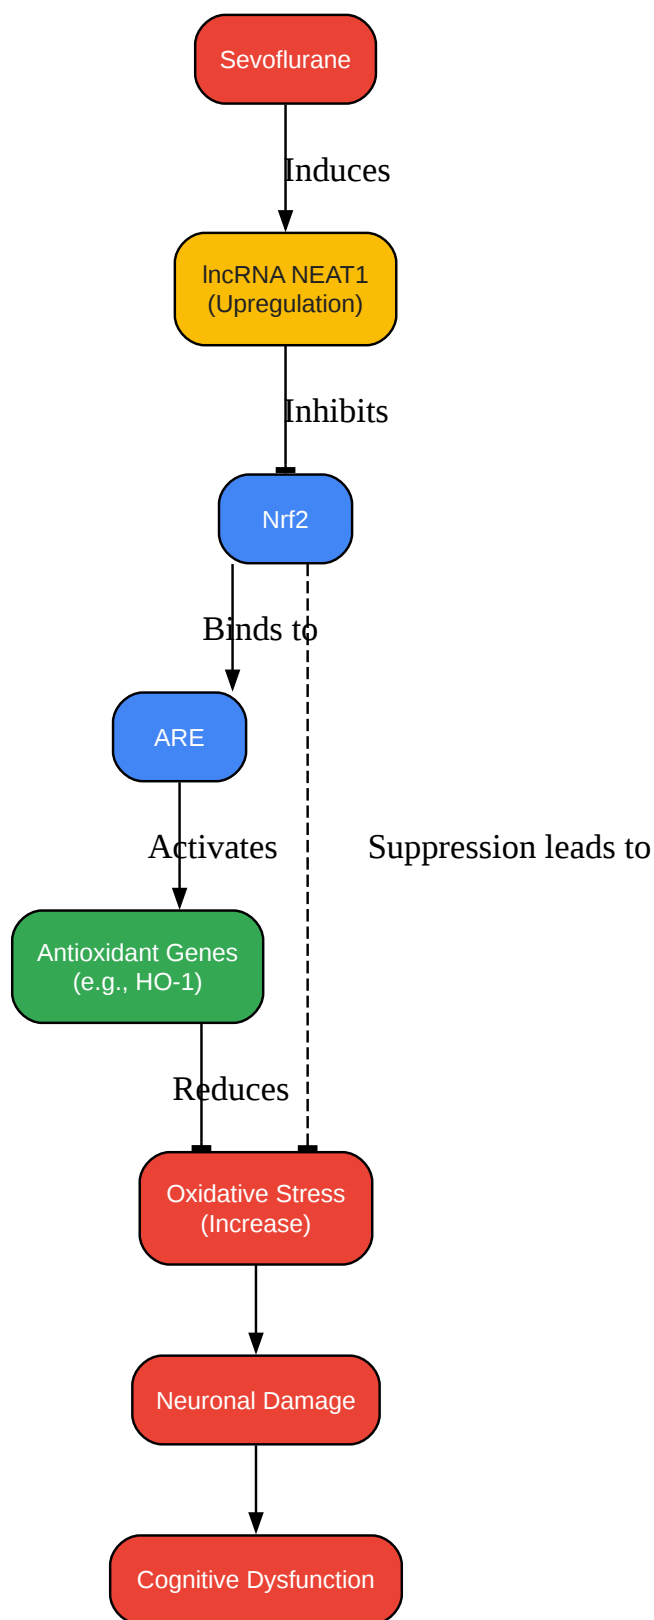 Sevoflurane
Induces
lncRNA NEAT1
(Upregulation)
Inhibits
Nrf2
Binds to
ARE
Activates
Suppression leads to
Antioxidant Genes
(e.g., HO-1)
Reduces
Oxidative Stress
(Increase)
Neuronal Damage
Cognitive Dysfunction